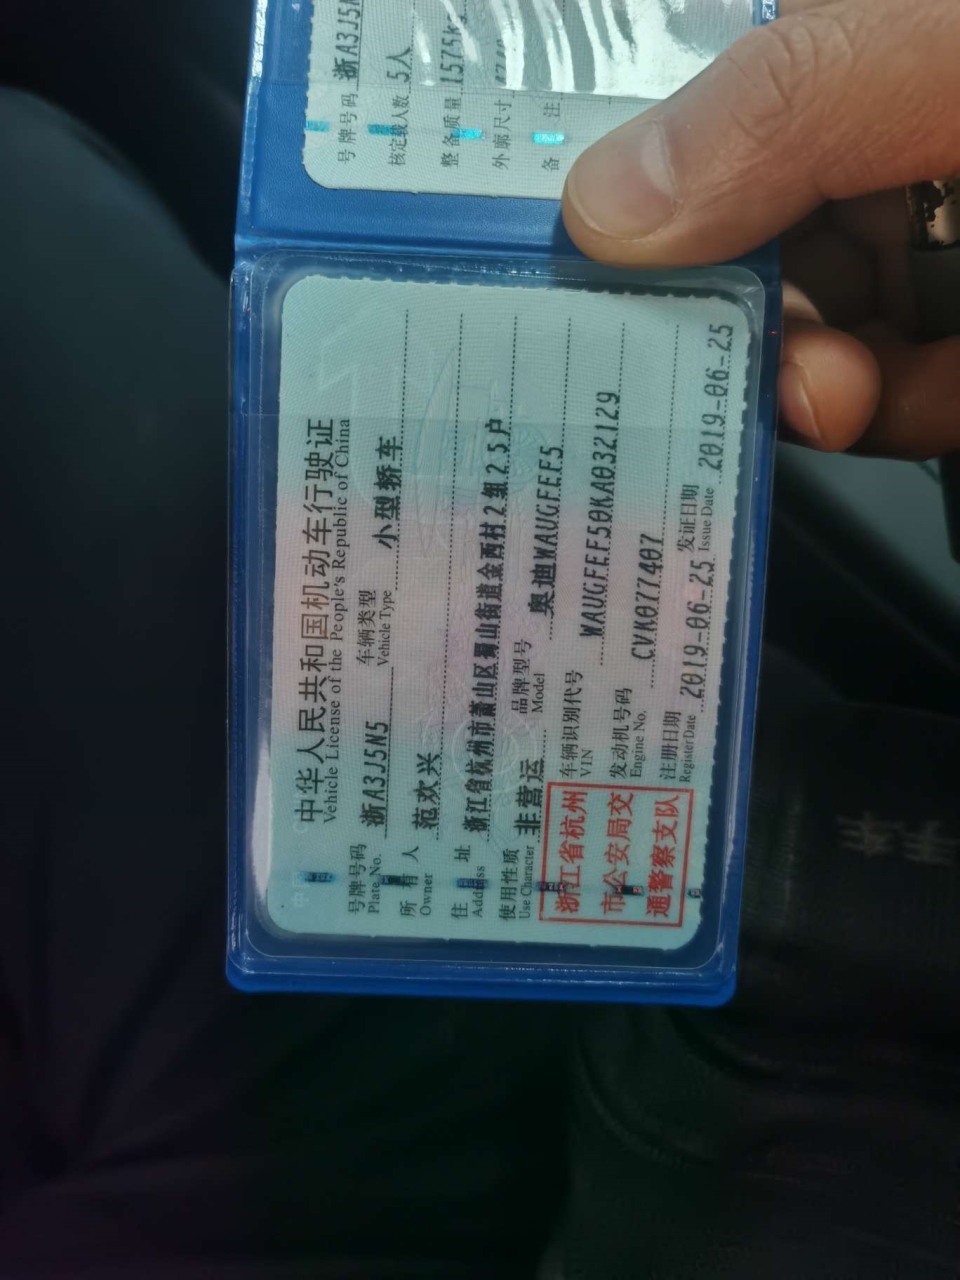 号牌号码 浙A3J5N
核定载人数 5人
整备质量 1575k
外廓尺寸
备 注
中华人民共和国机动车行驶证
Vehicle License of the People's Republic of China
号牌号码 浙A3J5N5 车辆类型 小型轿车
Plate No. Vehicle Type
所有人 范欢兴
Owner
住 址 浙江省杭州市萧山区蜀山街道金西村2组25户
Address
使用性质 非营运 品牌型号 奥迪WAUGFEF5
Use Character Model
车辆识别代号 WAUGFEF50KA032129
VIN
发动机号码 CVK077407
Engine No.
注册日期 2019-06-25 发证日期 2019-06-25
Register Date Issue Date
浙江省杭州
市公安局交
通警察支队